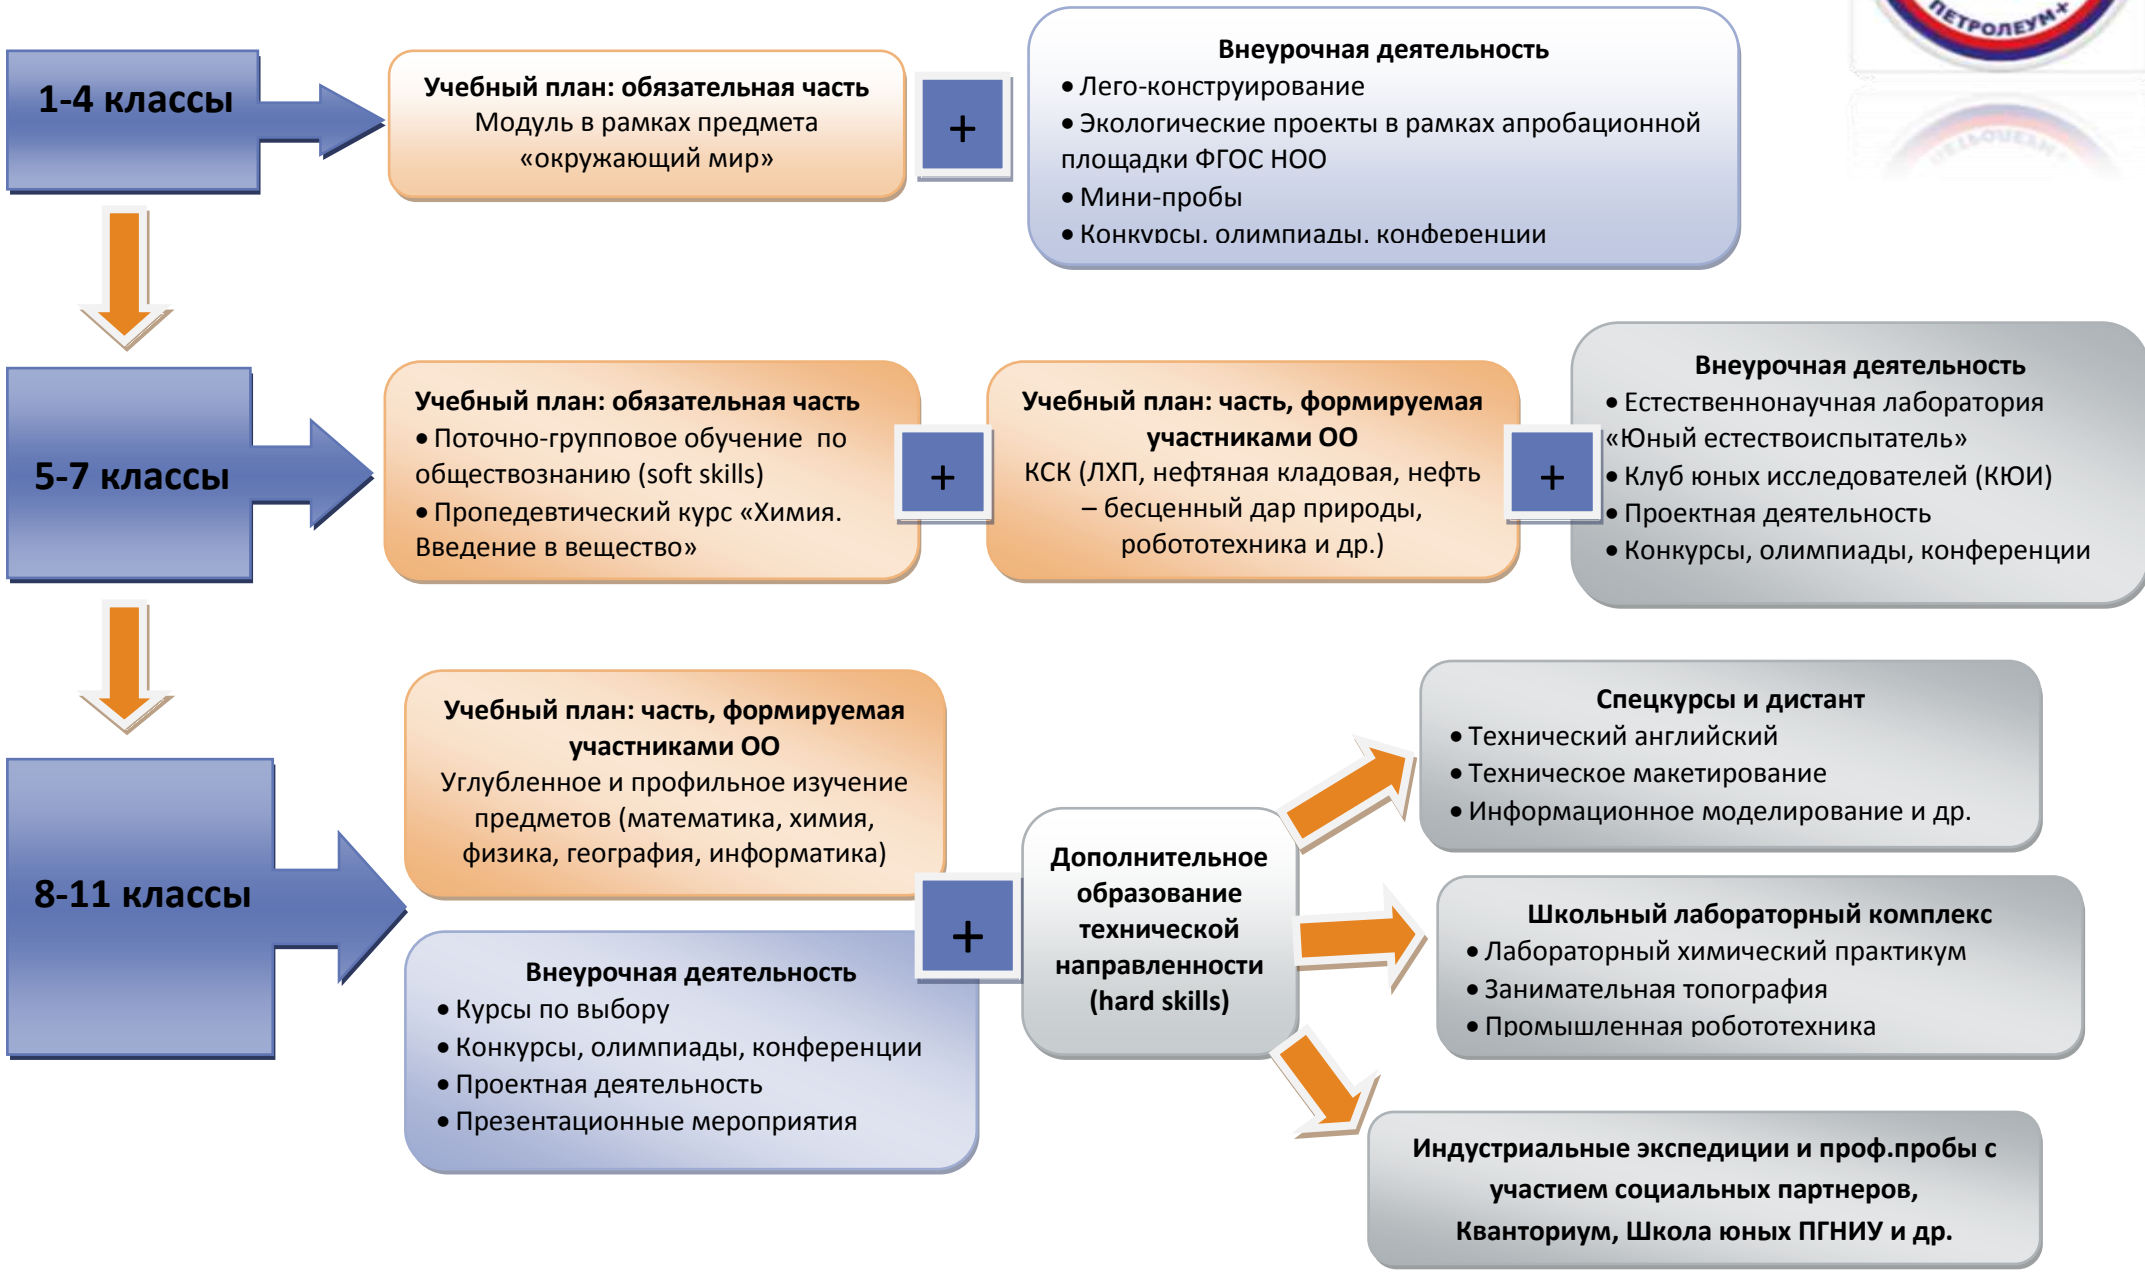 ПЕТРОЛЕУМ+
1-4 классы
Учебный план: обязательная часть
Модуль в рамках предмета
«окружающий мир»
+
Внеурочная деятельность
• Лего-конструирование
• Экологические проекты в рамках апробационной
площадки ФГОС НОО
• Мини-пробы
• Конкурсы, олимпиады, конференции
5-7 классы
Учебный план: обязательная часть
• Поточно-групповое обучение по
обществознанию (soft skills)
• Пропедевтический курс «Химия.
Введение в вещество»
+
Учебный план: часть, формируемая
участниками ОО
КСК (ЛХП, нефтяная кладовая, нефть
– бесценный дар природы,
робототехника и др.)
+
Внеурочная деятельность
• Естественнонаучная лаборатория
«Юный естествоиспытатель»
• Клуб юных исследователей (КЮИ)
• Проектная деятельность
• Конкурсы, олимпиады, конференции
8-11 классы
Учебный план: часть, формируемая
участниками ОО
Углубленное и профильное изучение
предметов (математика, химия,
физика, география, информатика)
Внеурочная деятельность
• Курсы по выбору
• Конкурсы, олимпиады, конференции
• Проектная деятельность
• Презентационные мероприятия
+
Дополнительное
образование
технической
направленности
(hard skills)
Спецкурсы и дистант
• Технический английский
• Техническое макетирование
• Информационное моделирование и др.
Школьный лабораторный комплекс
• Лабораторный химический практикум
• Занимательная топография
• Промышленная робототехника
Индустриальные экспедиции и проф.пробы с
участием социальных партнеров,
Кванториум, Школа юных ПГНИУ и др.